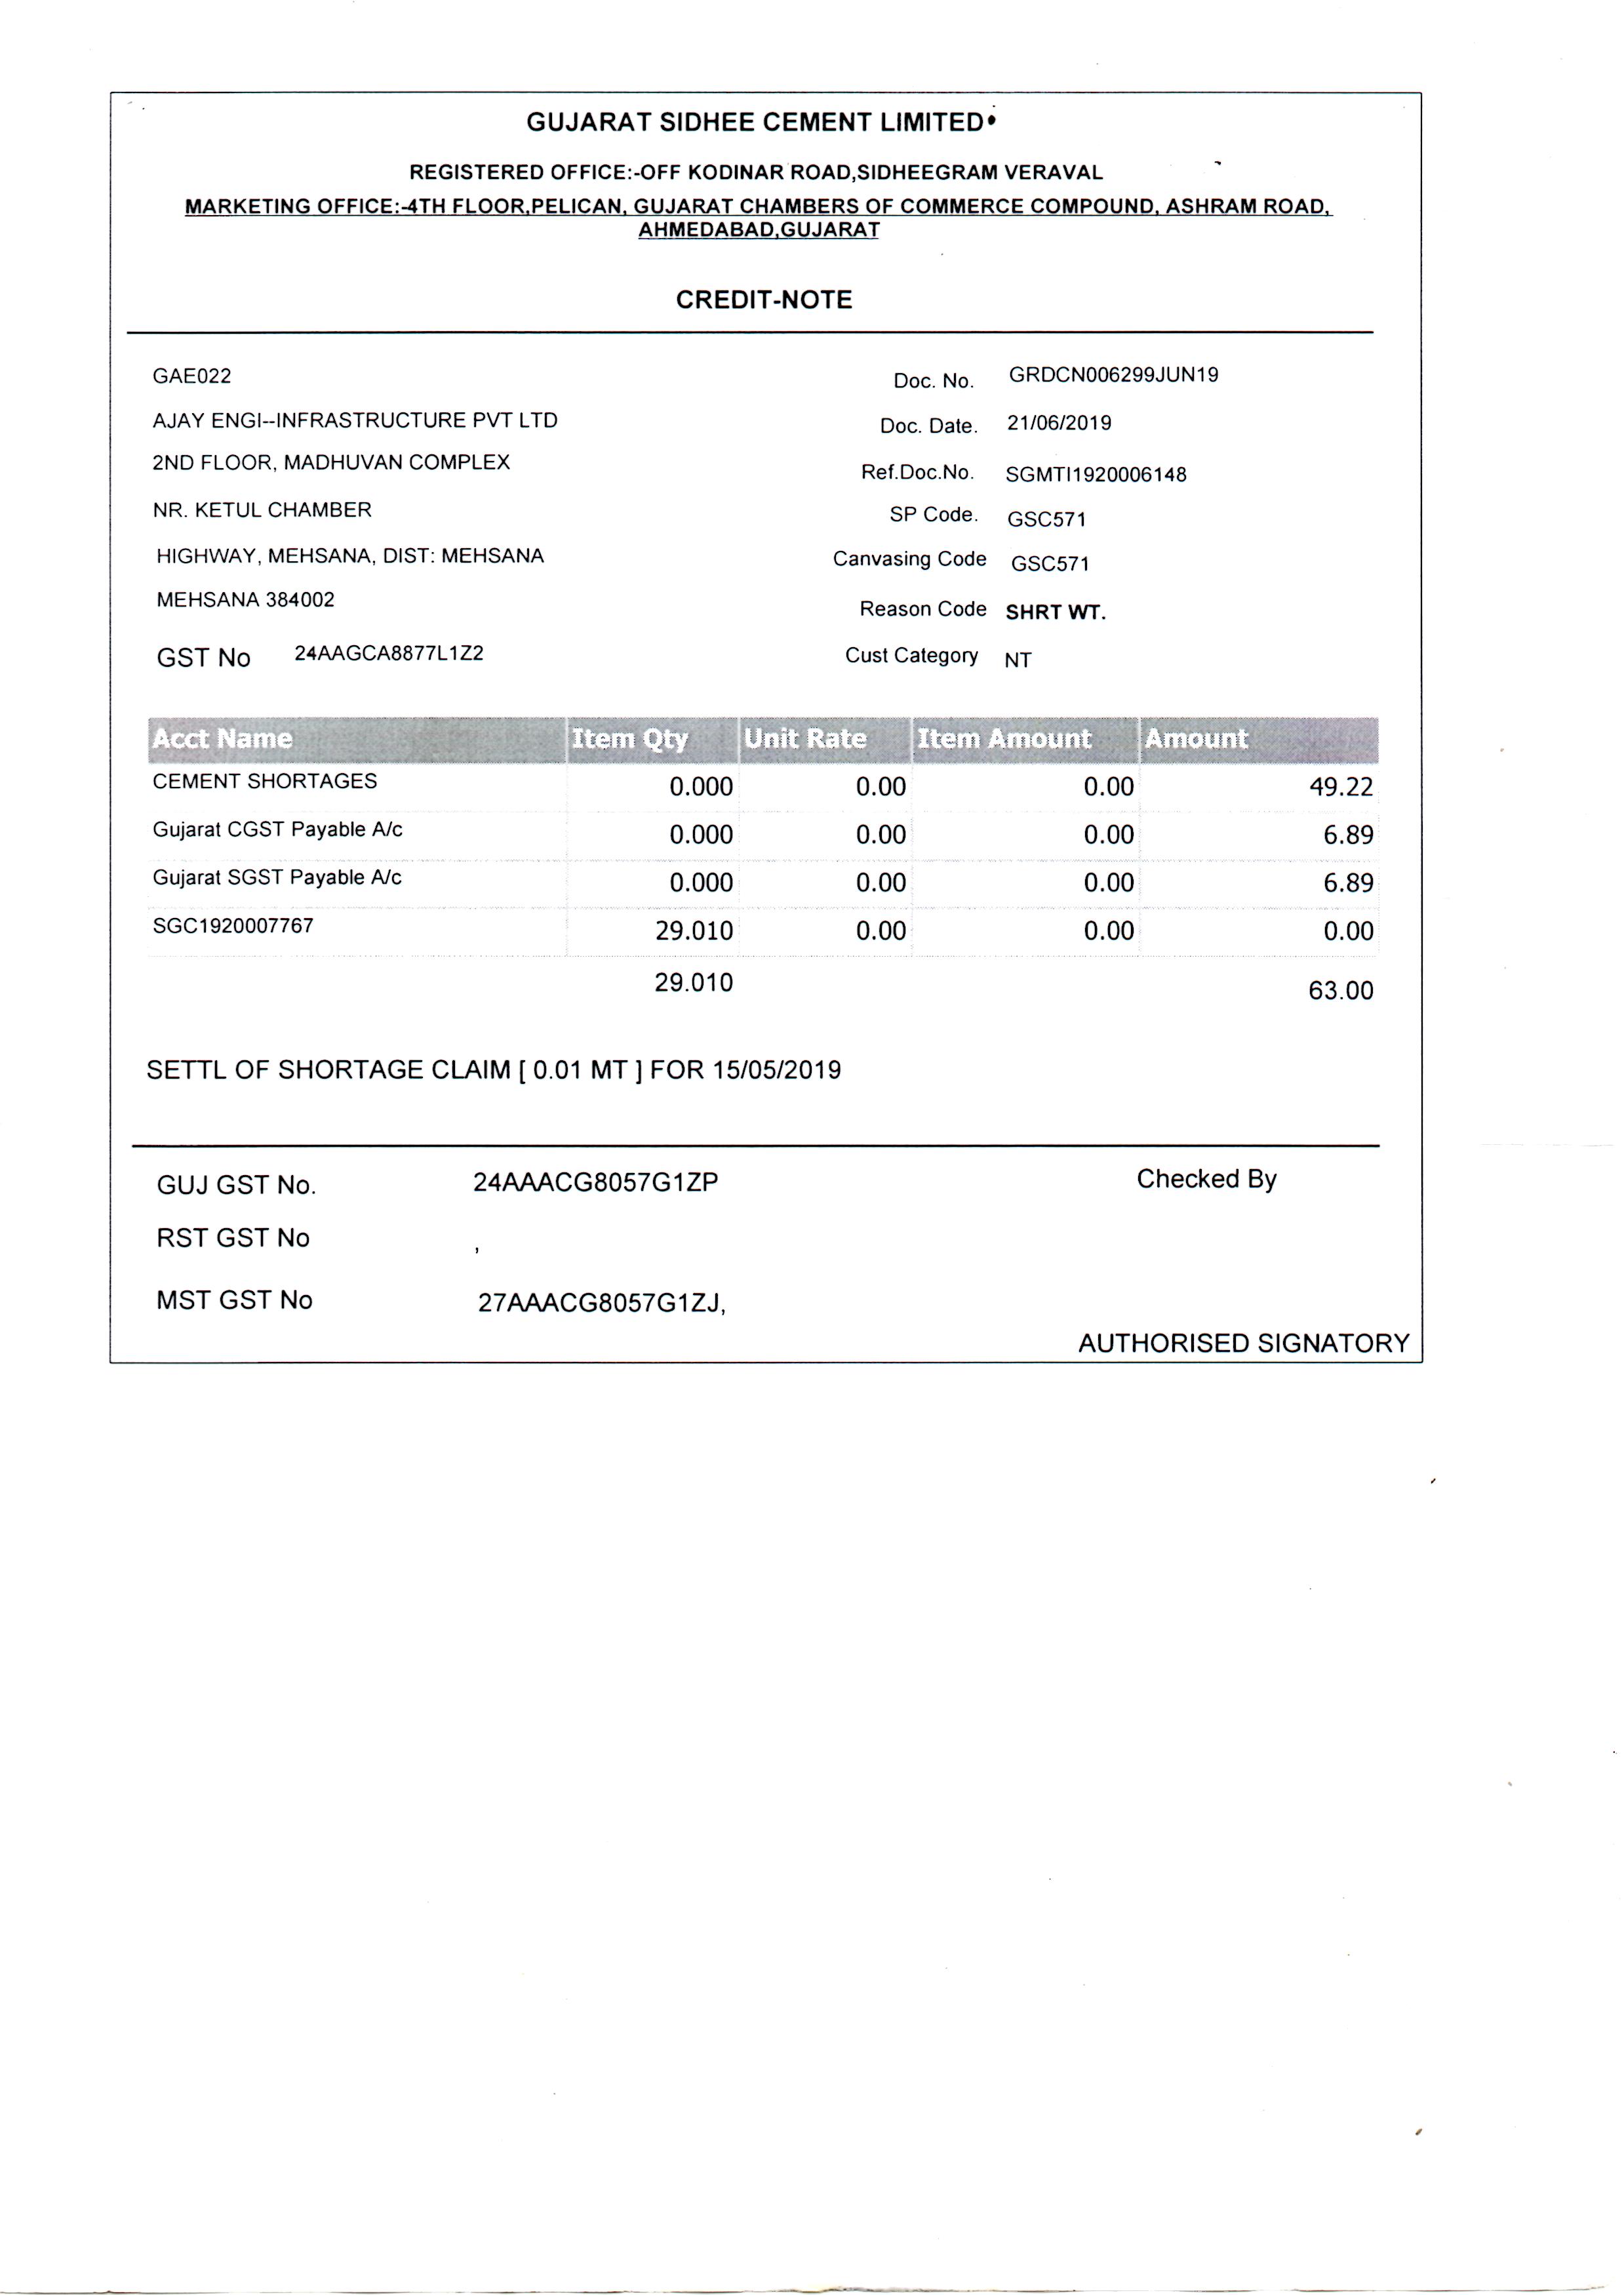 GUJARAT SIDHEE CEMENT LIMITED
REGISTERED OFFICE:-OFF KODINAR ROAD,SIDHEEGRAM VERAVAL
MARKETING OFFICE:-4TH FLOOR,PELICAN, GUJARAT CHAMBERS OF COMMERCE COMPOUND, ASHRAM ROAD,
AHMEDABAD,GUJARAT
CREDIT-NOTE
GAE022 Doc. No. GRDCN006299JUN19
AJAY ENGI--INFRASTRUCTURE PVT LTD Doc. Date. 21/06/2019
2ND FLOOR, MADHUVAN COMPLEX Ref.Doc.No. SGMTI1920006148
NR. KETUL CHAMBER SP Code. GSC571
HIGHWAY, MEHSANA, DIST: MEHSANA Canvasing Code GSC571
MEHSANA 384002 Reason Code SHRT WT.
GST No 24AAGCA8877L1Z2 Cust Category NT
Acct Name Item Qty Unit Rate Item Amount Amount
CEMENT SHORTAGES 0.000 0.00 0.00 49.22
Gujarat CGST Payable A/c 0.000 0.00 0.00 6.89
Gujarat SGST Payable A/c 0.000 0.00 0.00 6.89
SGC1920007767 29.010 0.00 0.00 0.00
29.010 63.00
SETTL OF SHORTAGE CLAIM [ 0.01 MT ] FOR 15/05/2019
GUJ GST No. 24AAACG8057G1ZP Checked By
RST GST No ,
MST GST No 27AAACG8057G1ZJ,
AUTHORISED SIGNATORY